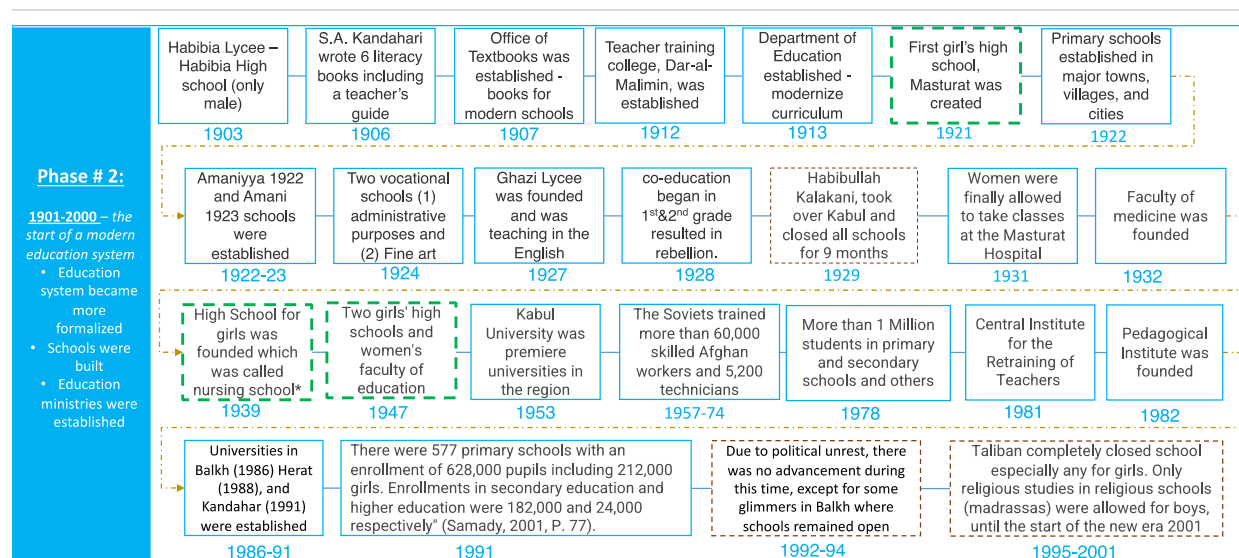 Phase # 2:
1901-2000 – the
start of a modern
education system
• Education
system became
more
formalized
• Schools were
built
• Education
ministries were
established
Habibia Lycee –
Habibia High
school (only
male)
1903
S.A. Kandahari
wrote 6 literacy
books including
a teacher's
guide
1906
Office of
Textbooks was
established -
books for
modern schools
1907
Teacher training
college, Dar-al-
Malimin, was
established
1912
Department of
Education
established -
modernize
curriculum
1913
First girl's high
school,
Masturat was
created
1921
Primary schools
established in
major towns,
villages, and
cities
1922
Amaniyya 1922
and Amani
1923 schools
were
established
1922-23
Two vocational
schools (1)
administrative
purposes and
(2) Fine art
1924
Ghazi Lycee
was founded
and was
teaching in the
English
1927
co-education
began in
1st&2nd grade
resulted in
rebellion.
1928
Habibullah
Kalakani, took
over Kabul and
closed all schools
for 9 months
1929
Women were
finally allowed
to take classes
at the Masturat
Hospital
1931
Faculty of
medicine was
founded
1932
High School for
girls was
founded which
was called
nursing school*
1939
Two girls' high
schools and
women's
faculty of
education
1947
Kabul
University was
premiere
universities in
the region
1953
The Soviets trained
more than 60,000
skilled Afghan
workers and 5,200
technicians
1957-74
More than 1 Million
students in primary
and secondary
schools and others
1978
Central Institute
for the
Retraining of
Teachers
1981
Pedagogical
Institute was
founded
1982
Universities in
Balkh (1986) Herat
(1988), and
Kandahar (1991)
were established
1986-91
There were 577 primary schools with an
enrollment of 628,000 pupils including 212,000
girls. Enrollments in secondary education and
higher education were 182,000 and 24,000
respectively" (Samady, 2001, P. 77).
1991
Due to political unrest, there
was no advancement during
this time, except for some
glimmers in Balkh where
schools remained open
1992-94
Taliban completely closed school
especially any for girls. Only
religious studies in religious schools
(madrassas) were allowed for boys,
until the start of the new era 2001
1995-2001